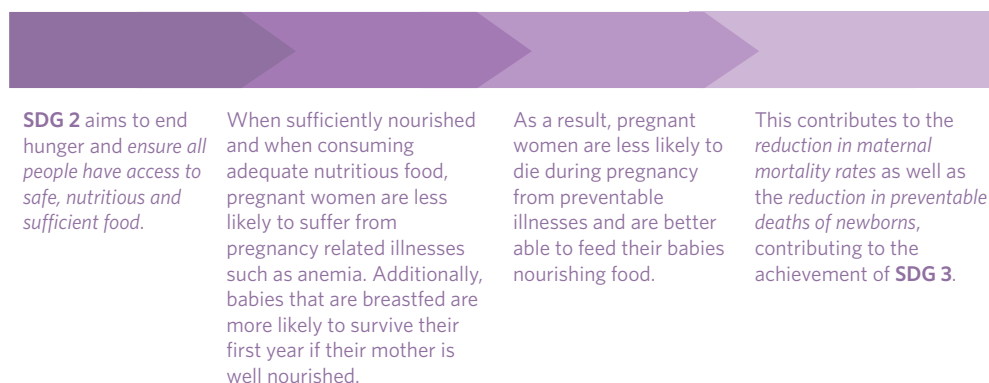 SDG 2 aims to end
hunger and ensure all
people have access to
safe, nutritious and
sufficient food.
When sufficiently nourished
and when consuming
adequate nutritious food,
pregnant women are less
likely to suffer from
pregnancy related illnesses
such as anemia. Additionally,
babies that are breastfed are
more likely to survive their
first year if their mother is
well nourished.
As a result, pregnant
women are less likely to
die during pregnancy
from preventable
illnesses and are better
able to feed their babies
nourishing food.
This contributes to the
reduction in maternal
mortality rates as well as
the reduction in preventable
deaths of newborns,
contributing to the
achievement of SDG 3.